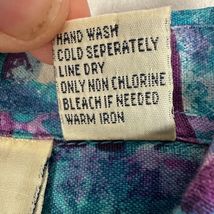 HAND WASH
COLD SEPERATELY
LINE DRY
ONLY NON CHLORINE
BLEACH IF NEEDED
WARM IRON